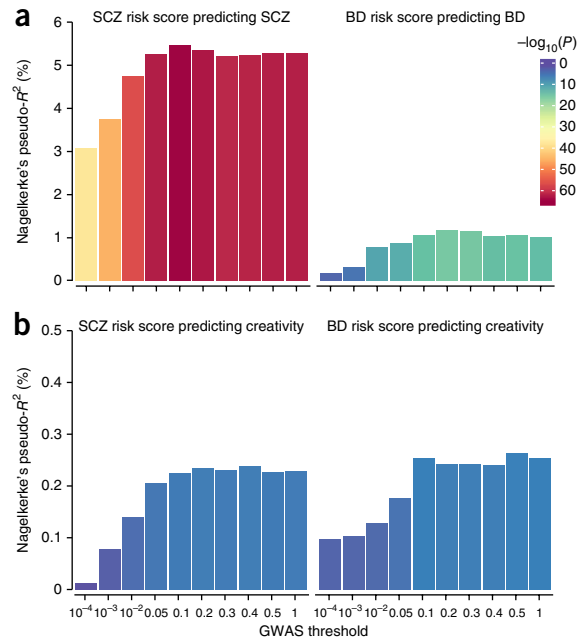 a
SCZ risk score predicting SCZ
BD risk score predicting BD
Nagelkerke's pseudo-R² (%)
6
5
4
3
2
1
0
–log₁₀(P)
0
10
20
30
40
50
60
b
SCZ risk score predicting creativity
BD risk score predicting creativity
Nagelkerke's pseudo-R² (%)
0.5
0.4
0.3
0.2
0.1
0
10⁻⁴ 10⁻³ 10⁻² 0.05 0.1 0.2 0.3 0.4 0.5 1
10⁻⁴ 10⁻³ 10⁻² 0.05 0.1 0.2 0.3 0.4 0.5 1
GWAS threshold